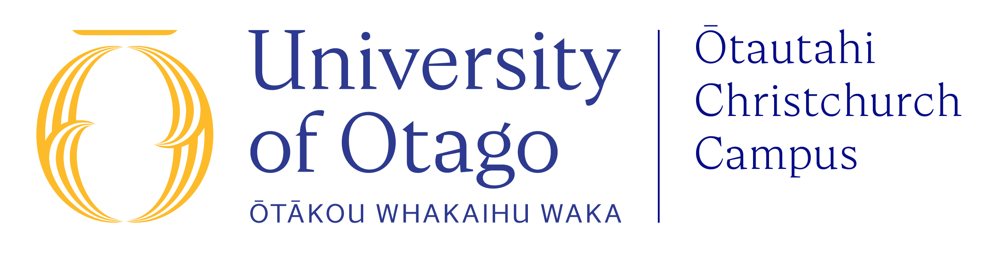 University
of Otago
ŌTĀKOU WHAKAIHU WAKA
Ōtautahi
Christchurch
Campus